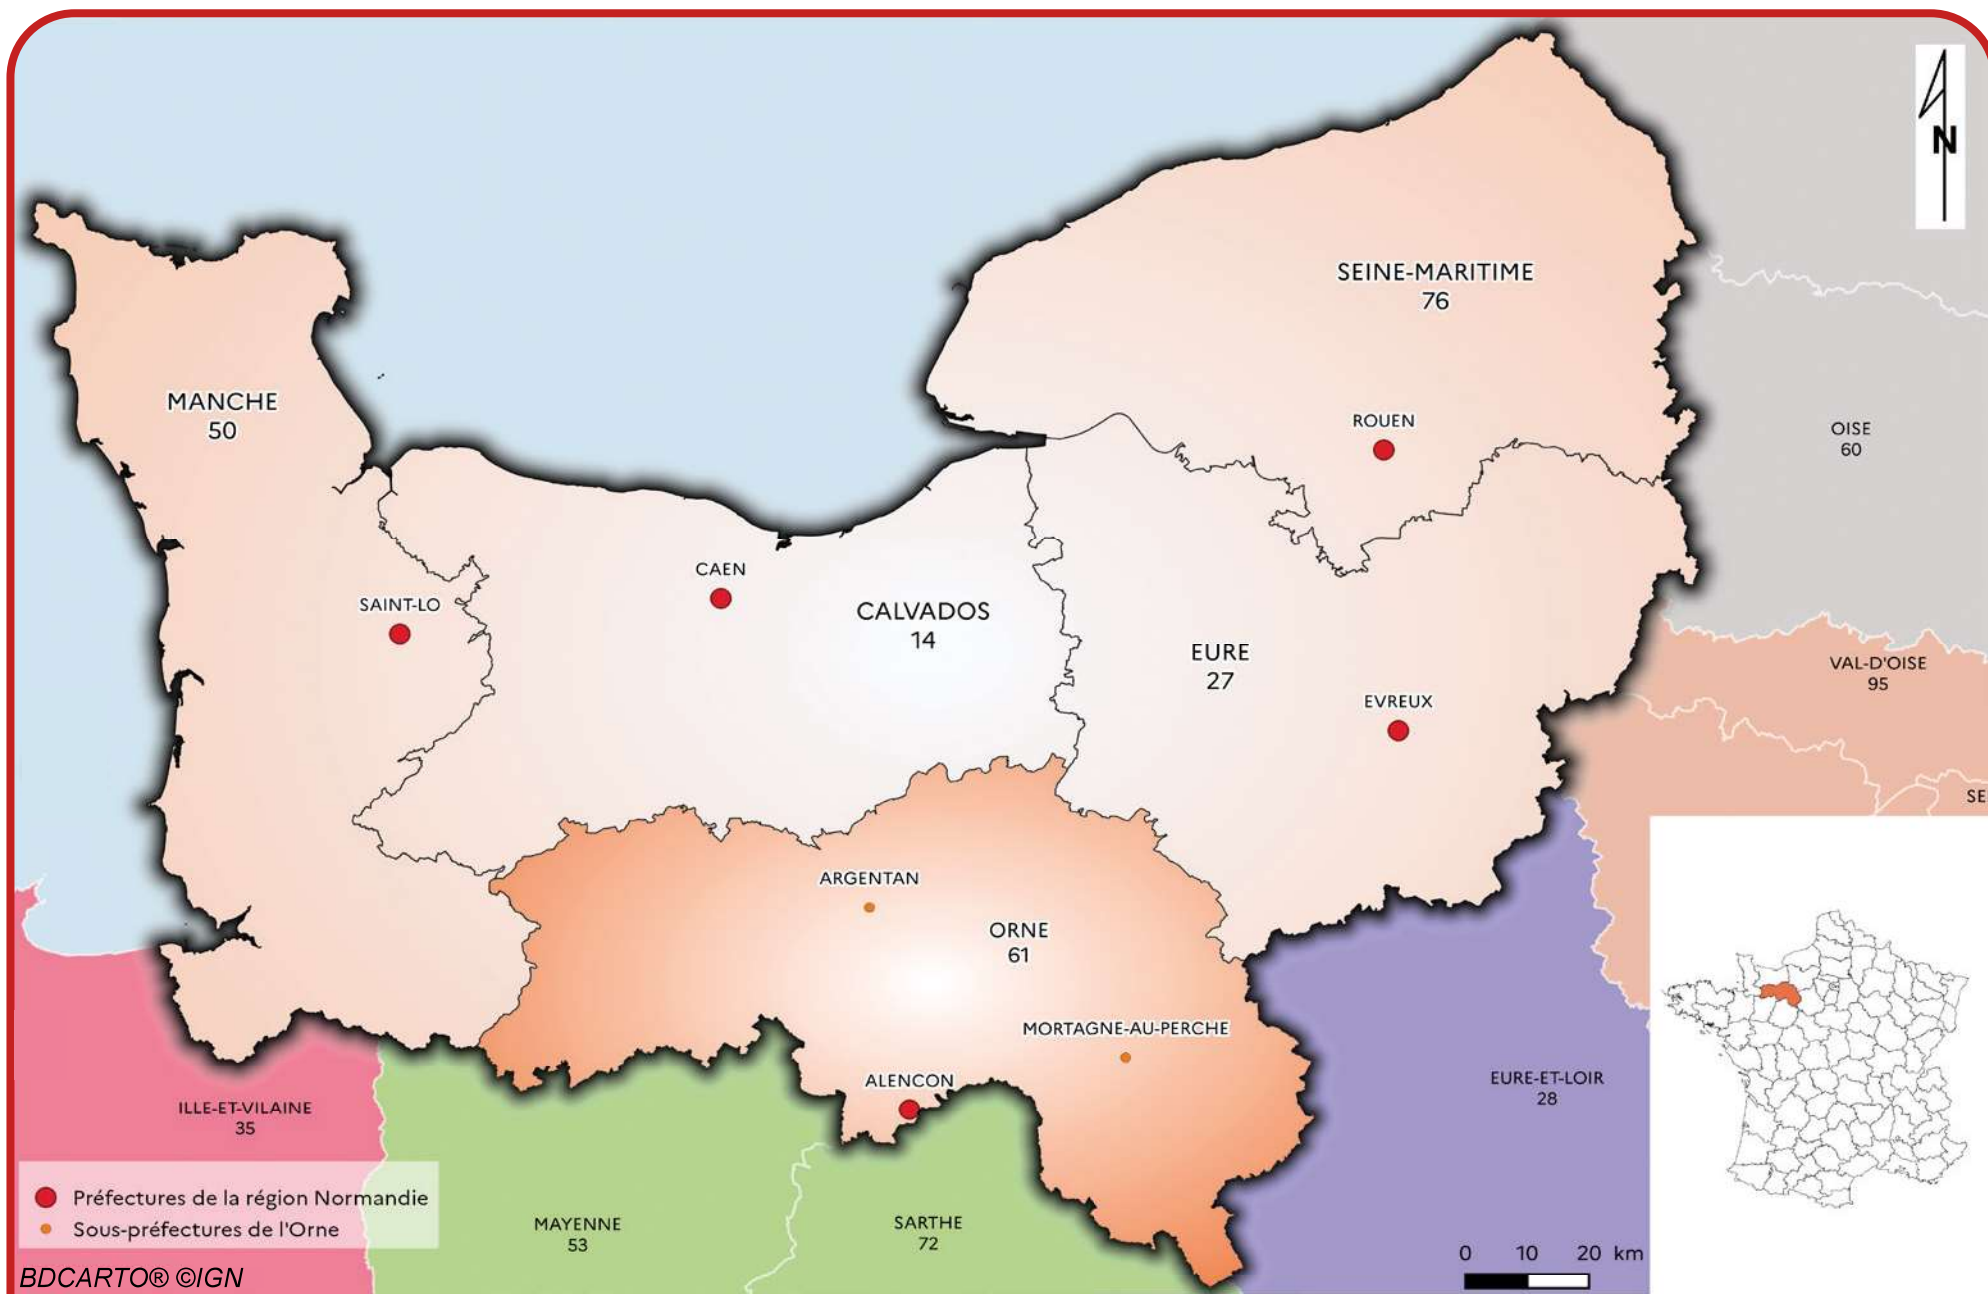 N
SEINE-MARITIME
76
MANCHE
50
ROUEN
OISE
60
CAEN
SAINT-LO
CALVADOS
14
EURE
27
VAL-D'OISE
95
EVREUX
SE
ARGENTAN
ORNE
61
MORTAGNE-AU-PERCHE
ALENCON
EURE-ET-LOIR
28
ILLE-ET-VILAINE
35
Préfectures de la région Normandie
Sous-préfectures de l'Orne
MAYENNE
53
SARTHE
72
0 10 20 km
BDCARTO® ©IGN